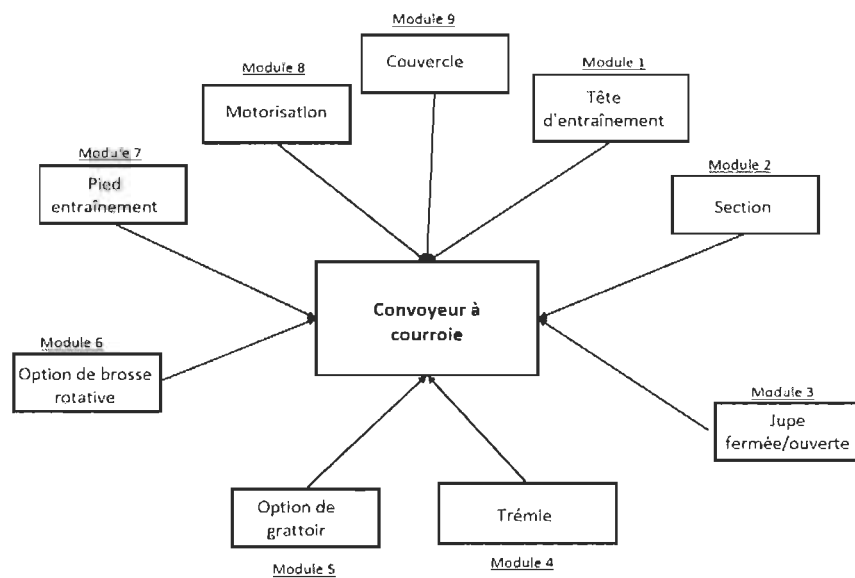 Module 9
Couvercle
Module 8
Motorisation
Module 1
Tête
d'entraînement
Module 7
Pied
entraînement
Module 2
Section
Convoyeur à
courroie
Module 6
Option de brosse
rotative
Module 3
Jupe
fermée/ouverte
Option de
grattoir
Module 5
Trémie
Module 4